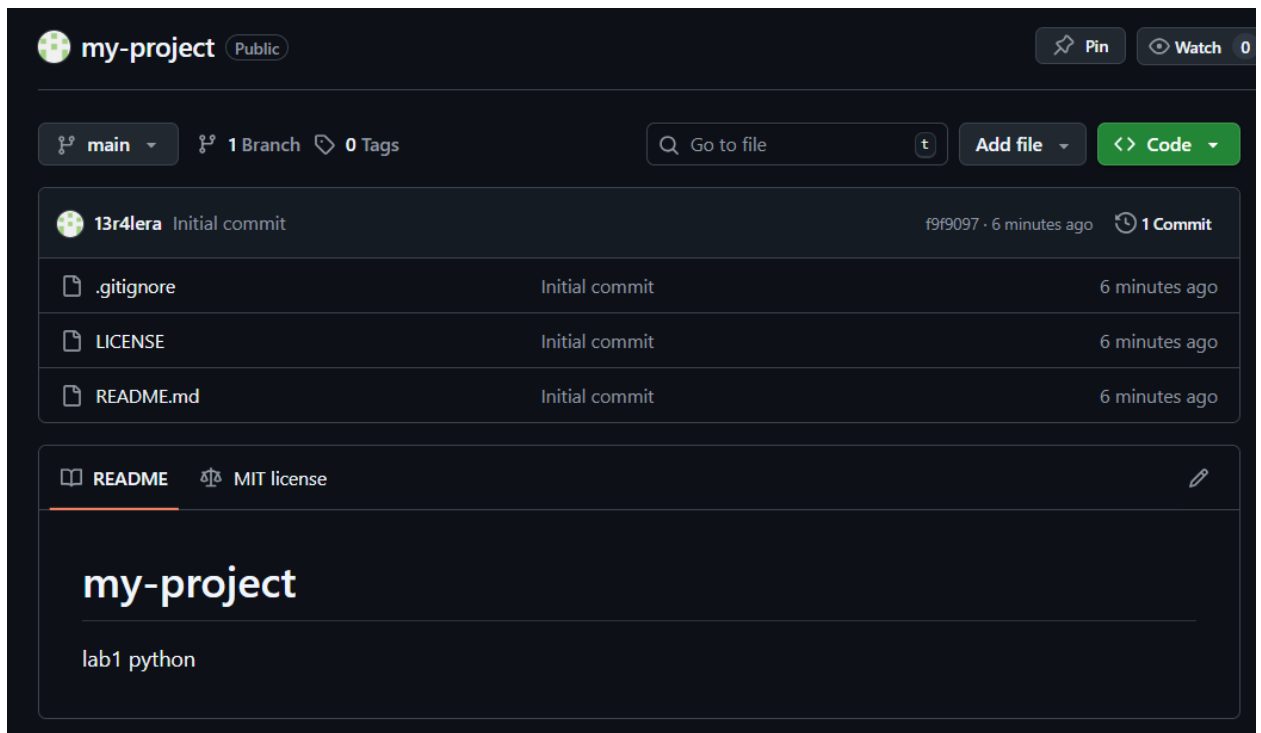 my-project Public Pin Watch 0
main 1 Branch 0 Tags Go to file t Add file Code
13r4lera Initial commit f9f9097 · 6 minutes ago 1 Commit
.gitignore Initial commit 6 minutes ago
LICENSE Initial commit 6 minutes ago
README.md Initial commit 6 minutes ago
README MIT license
my-project
lab1 python